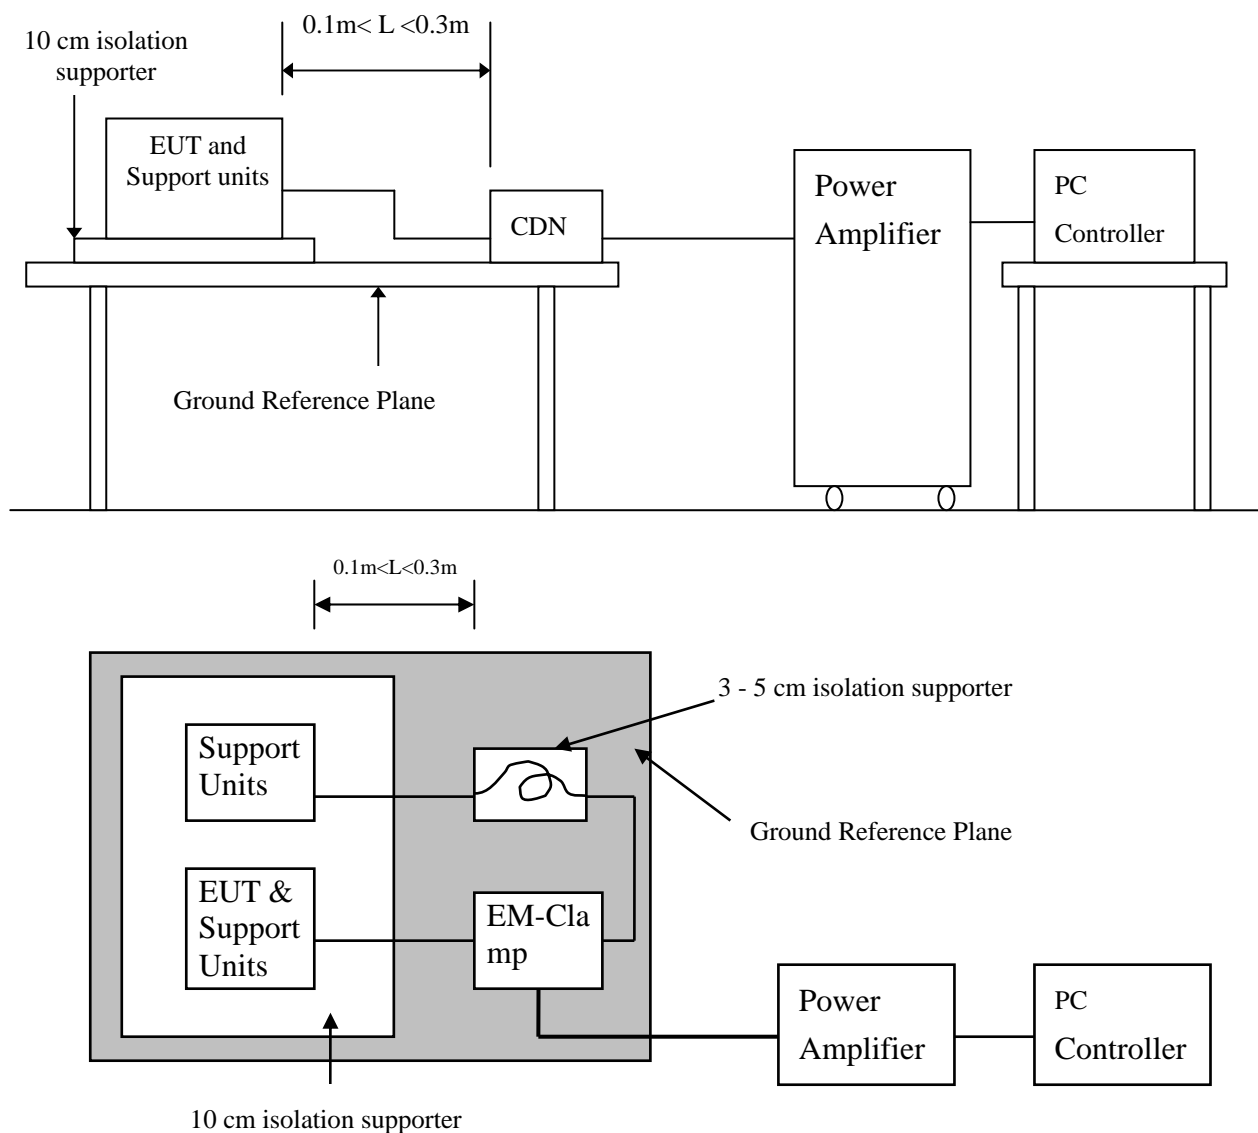 0.1m< L <0.3m
10 cm isolation
supporter
EUT and
Support units
CDN
Power
Amplifier
PC
Controller
Ground Reference Plane
0.1m<L<0.3m
3 - 5 cm isolation supporter
Support
Units
Ground Reference Plane
EUT &
Support
Units
EM-Cla
mp
Power
Amplifier
PC
Controller
10 cm isolation supporter